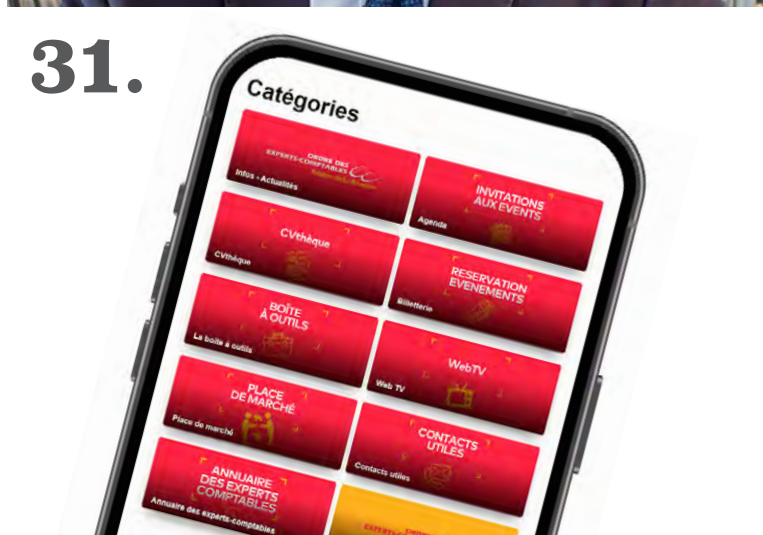 31.
Catégories
ORDRE DES
EXPERTS-COMPTABLES
Infos - Actualités
INVITATIONS
AUX EVENTS
Agenda
CVthèque
CVthèque
RESERVATION
EVENEMENTS
Billetterie
BOÎTE
À OUTILS
La boîte à outils
WebTV
Web TV
PLACE
DE MARCHÉ
Place de marché
CONTACTS
UTILES
Contacts utiles
ANNUAIRE
DES EXPERTS
COMPTABLES
Annuaire des experts-comptables